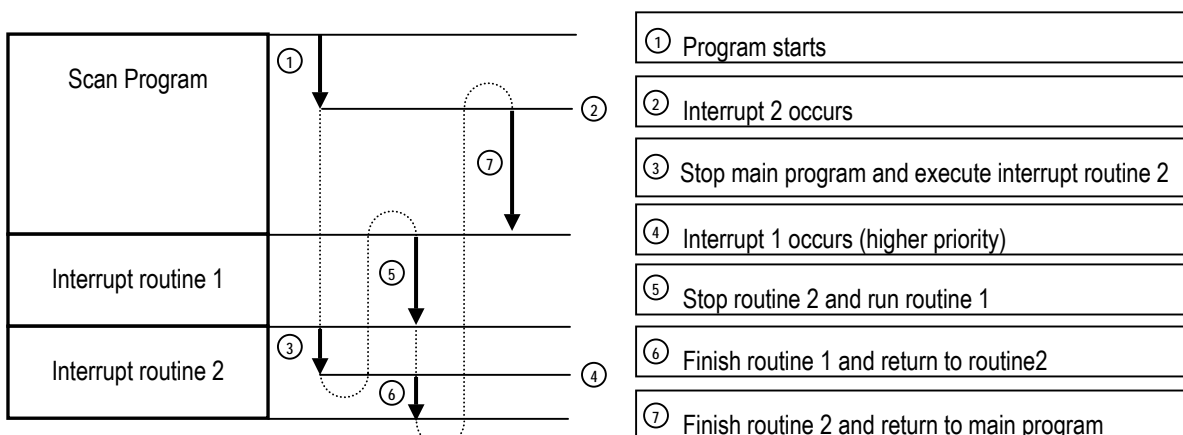 Scan Program
Interrupt routine 1
Interrupt routine 2
①
②
⑦
⑤
③
④
⑥
① Program starts
② Interrupt 2 occurs
③ Stop main program and execute interrupt routine 2
④ Interrupt 1 occurs (higher priority)
⑤ Stop routine 2 and run routine 1
⑥ Finish routine 1 and return to routine2
⑦ Finish routine 2 and return to main program